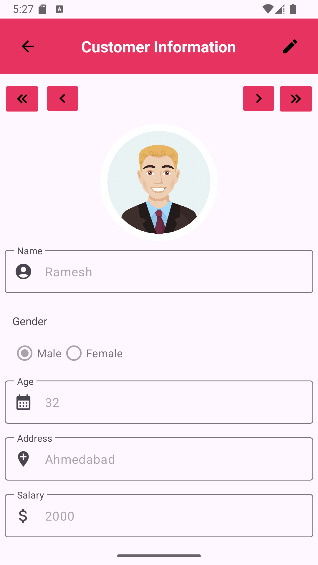 5:27
Customer Information
Name
Ramesh
Gender
Male Female
Age
32
Address
Ahmedabad
Salary
$ 2000